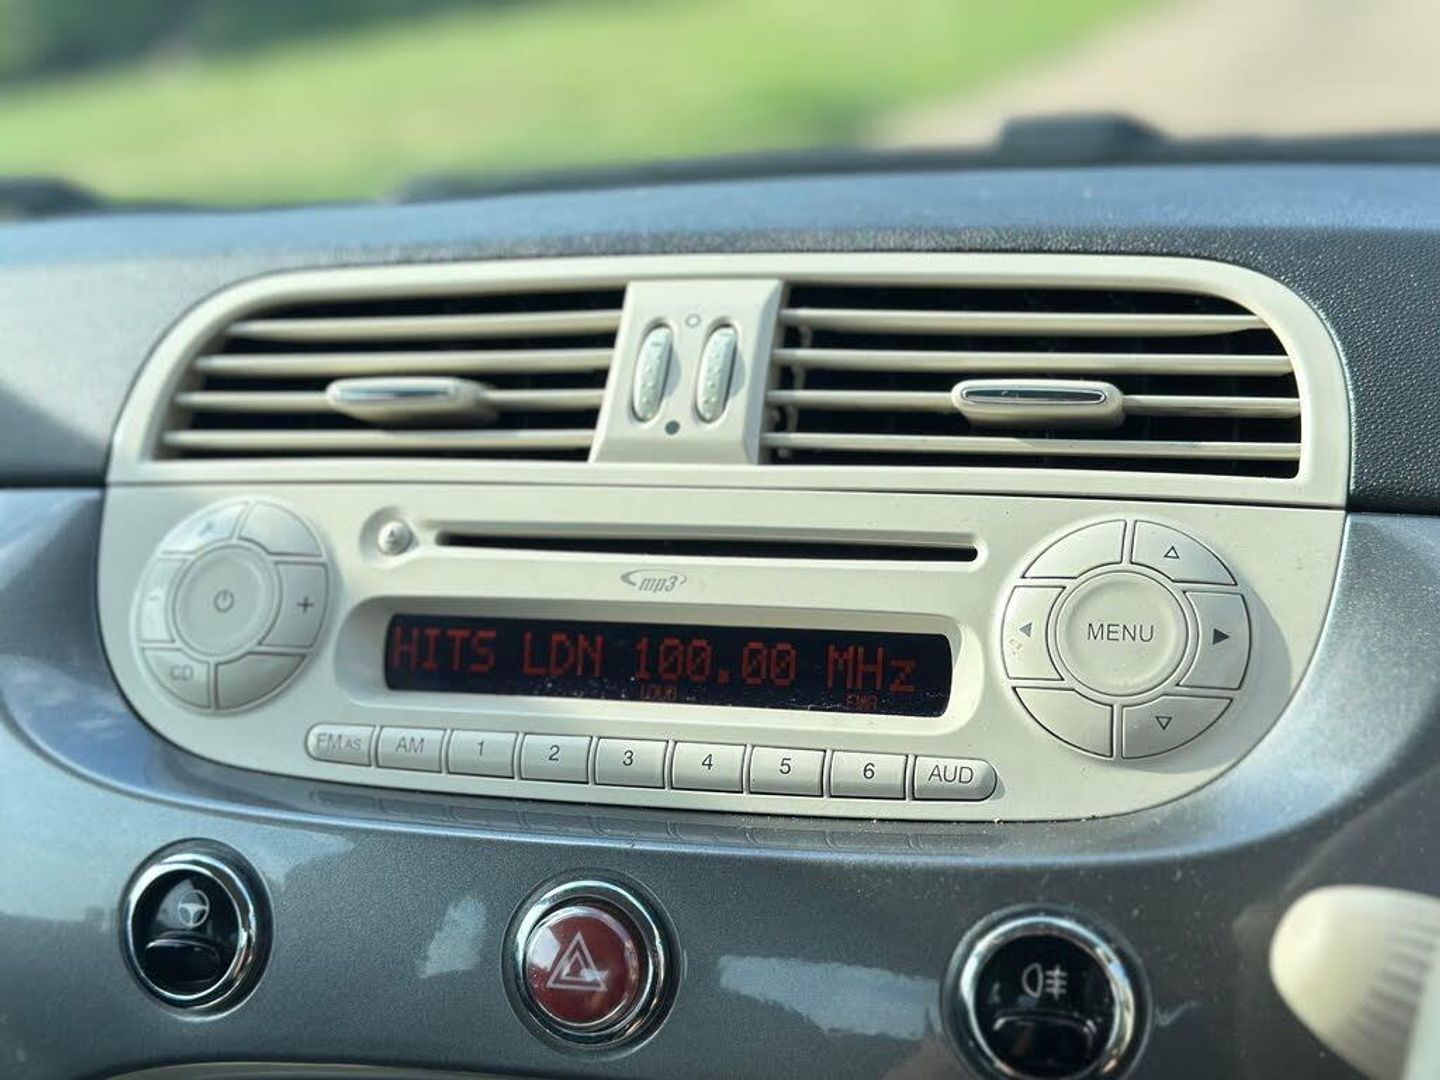 mp3
HITS LDN 100.00 MHz
LOUD FMA
+
CD
MENU
FM AS AM 1 2 3 4 5 6 AUD